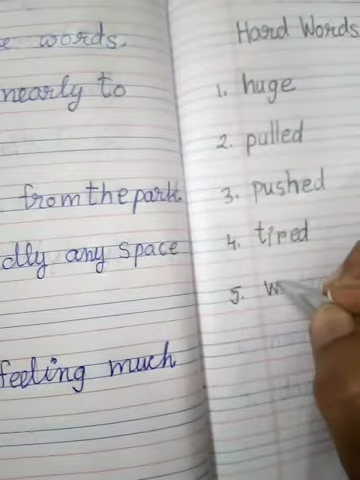 words.
nearly to
from the park
any space
feeling much
Hard Words
1. huge
2. pulled
3. pushed
4. tired
5. w